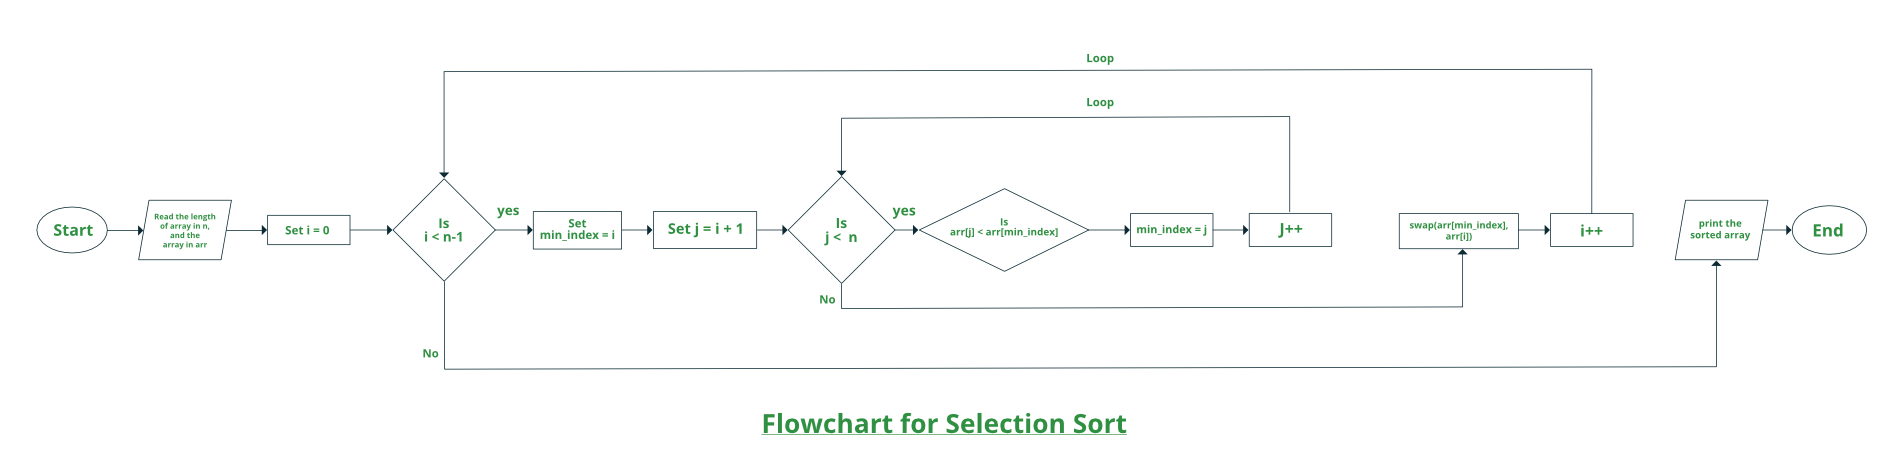 Loop
Loop
Start
Read the length
of array in n,
and the
array in arr
Set i = 0
Is
i < n-1
yes
Set
min_index = i
Set j = i + 1
Is
j <  n
yes
Is
arr[j] < arr[min_index]
min_index = j
J++
swap(arr[min_index],
arr[i])
i++
print the
sorted array
End
No
No
Flowchart for Selection Sort